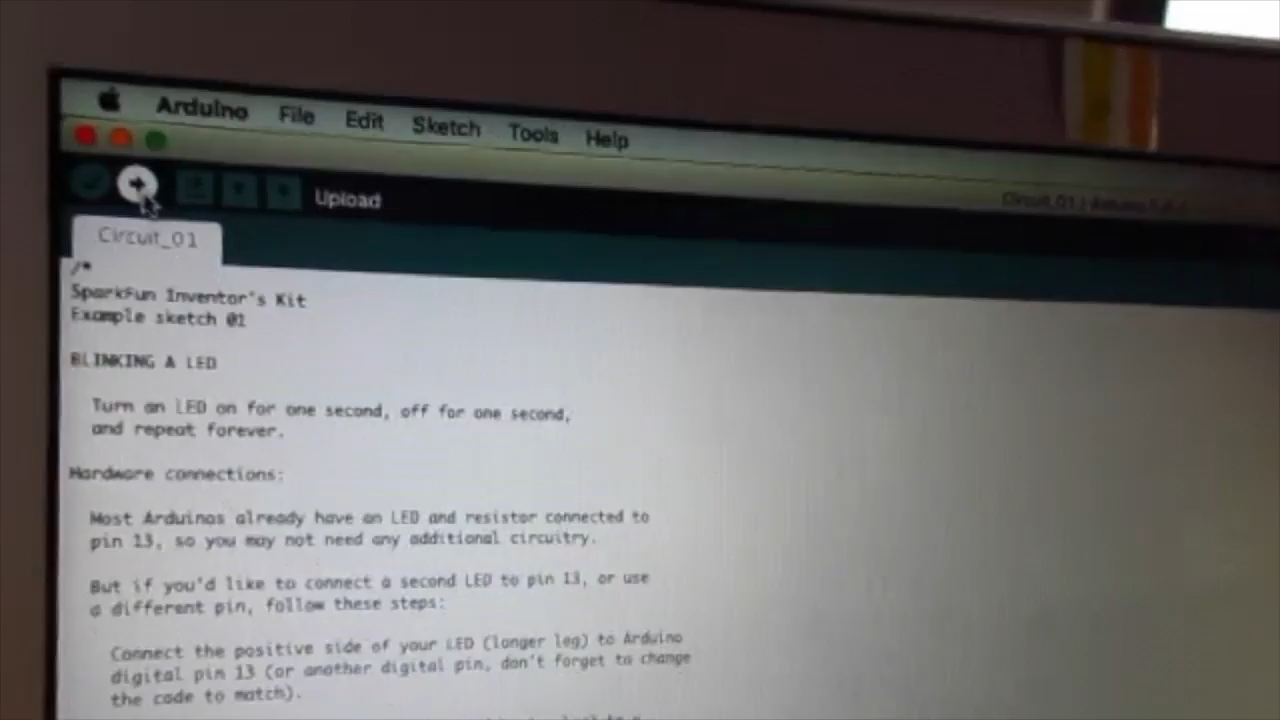 Arduino File Edit Sketch Tools Help
Upload
Circuit_01
/*
SparkFun Inventor's Kit
Example sketch 01
BLINKING A LED
Turn an LED on for one second, off for one second,
and repeat forever.
Hardware connections:
Most Arduinos already have an LED and resistor connected to
pin 13, so you may not need any additional circuitry.
But if you'd like to connect a second LED to pin 13, or use
a different pin, follow these steps:
Connect the positive side of your LED (longer leg) to Arduino
digital pin 13 (or another digital pin, don't forget to change
the code to match).